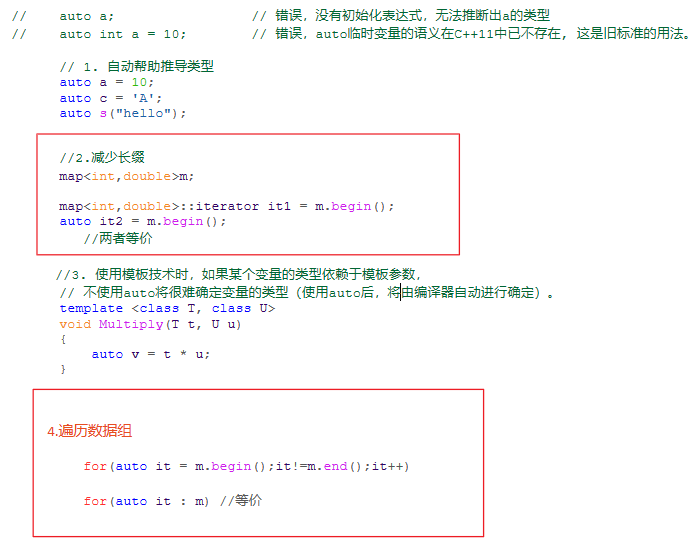 //    auto a;                 // 错误，没有初始化表达式，无法推断出a的类型
//    auto int a = 10;        // 错误，auto临时变量的语义在C++11中已不存在, 这是旧标准的用法。
// 1. 自动帮助推导类型
auto a = 10;
auto c = 'A';
auto s("hello");
//2.减少长缀
map<int,double>m;
map<int,double>::iterator it1 = m.begin();
auto it2 = m.begin();
//两者等价
//3. 使用模板技术时，如果某个变量的类型依赖于模板参数，
// 不使用auto将很难确定变量的类型（使用auto后，将由编译器自动进行确定）。
template <class T, class U>
void Multiply(T t, U u)
{
    auto v = t * u;
}
4.遍历数据组
for(auto it = m.begin();it!=m.end();it++)
for(auto it : m) //等价